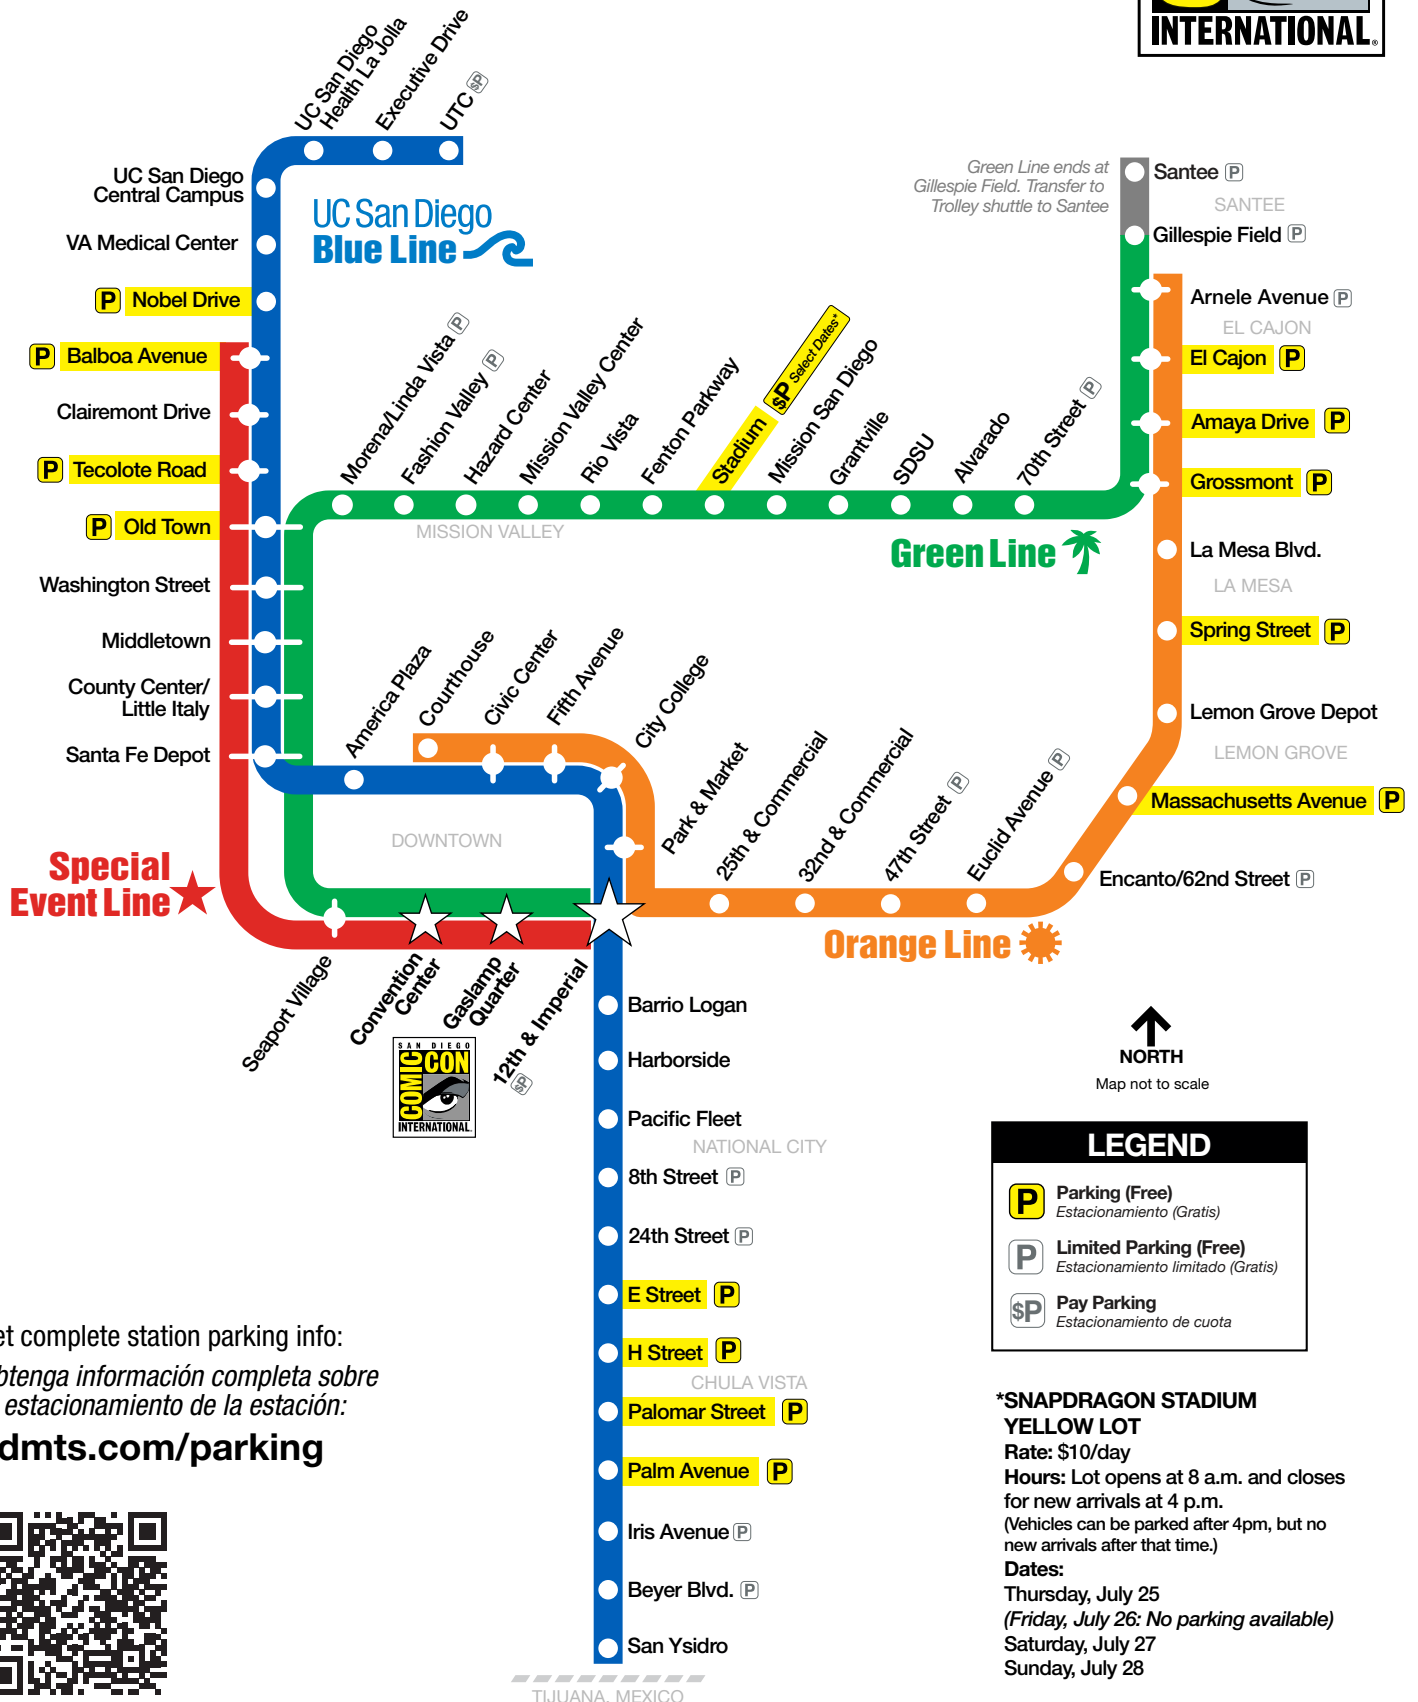 INTERNATIONAL®
UC San Diego
Health La Jolla
Executive Drive
UTC $P
UC San Diego
Central Campus
VA Medical Center
P Nobel Drive
P Balboa Avenue
Clairemont Drive
P Tecolote Road
P Old Town
Washington Street
Middletown
County Center/
Little Italy
Santa Fe Depot
UC San Diego
Blue Line
Green Line ends at
Gillespie Field. Transfer to
Trolley shuttle to Santee
Santee P
SANTEE
Gillespie Field P
Arnele Avenue P
EL CAJON
El Cajon P
Amaya Drive P
Grossmont P
La Mesa Blvd.
LA MESA
Spring Street P
Lemon Grove Depot
LEMON GROVE
Massachusetts Avenue P
Encanto/62nd Street P
Morena/Linda Vista P
Fashion Valley P
Hazard Center
Mission Valley Center
Rio Vista
Fenton Parkway
Stadium $P Select Dates*
Mission San Diego
Grantville
SDSU
Alvarado
70th Street P
MISSION VALLEY
Green Line
America Plaza
Courthouse
Civic Center
Fifth Avenue
City College
Park & Market
25th & Commercial
32nd & Commercial
47th Street P
Euclid Avenue P
DOWNTOWN
Special
Event Line
Orange Line
Seaport Village
Convention
Center
Gaslamp
Quarter
12th & Imperial
$P
SAN DIEGO
COMIC CON
INTERNATIONAL
Barrio Logan
Harborside
Pacific Fleet
NATIONAL CITY
8th Street P
24th Street P
E Street P
H Street P
CHULA VISTA
Palomar Street P
Palm Avenue P
Iris Avenue P
Beyer Blvd. P
San Ysidro
TIJUANA, MEXICO
NORTH
Map not to scale
LEGEND
P Parking (Free)
Estacionamiento (Gratis)
P Limited Parking (Free)
Estacionamiento limitado (Gratis)
$P Pay Parking
Estacionamiento de cuota
*SNAPDRAGON STADIUM
YELLOW LOT
Rate: $10/day
Hours: Lot opens at 8 a.m. and closes
for new arrivals at 4 p.m.
(Vehicles can be parked after 4pm, but no
new arrivals after that time.)
Dates:
Thursday, July 25
(Friday, July 26: No parking available)
Saturday, July 27
Sunday, July 28
et complete station parking info:
btenga información completa sobre
estacionamiento de la estación:
dmts.com/parking